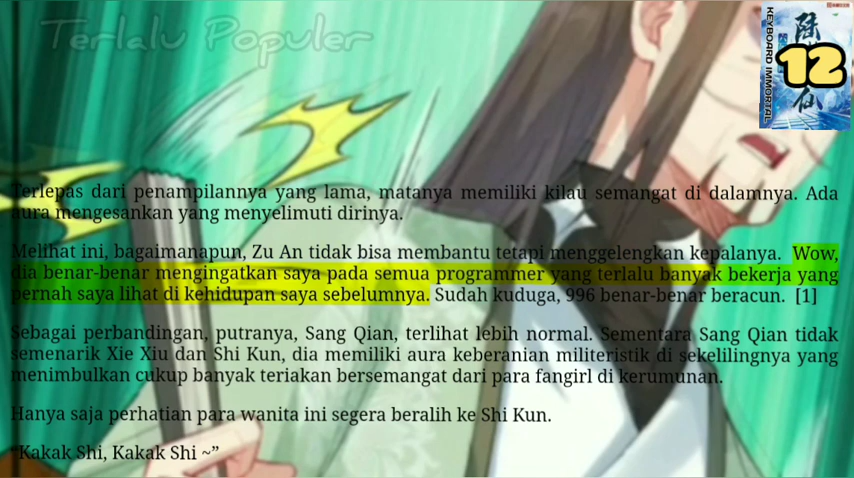 Terlalu Populer
KEYBOARD IMMORTAL
12
Terlepas dari penampilannya yang lama, matanya memiliki kilau semangat di dalamnya. Ada
aura mengesankan yang menyelimuti dirinya.
Melihat ini, bagaimanapun, Zu An tidak bisa membantu tetapi menggelengkan kepalanya. Wow,
dia benar-benar mengingatkan saya pada semua programmer yang terlalu banyak bekerja yang
pernah saya lihat di kehidupan saya sebelumnya. Sudah kuduga, 996 benar-benar beracun. [1]
Sebagai perbandingan, putranya, Sang Qian, terlihat lebih normal. Sementara Sang Qian tidak
semenarik Xie Xiu dan Shi Kun, dia memiliki aura keberanian militeristik di sekelilingnya yang
menimbulkan cukup banyak teriakan bersemangat dari para fangirl di kerumunan.
Hanya saja perhatian para wanita ini segera beralih ke Shi Kun.
“Kakak Shi, Kakak Shi ~”